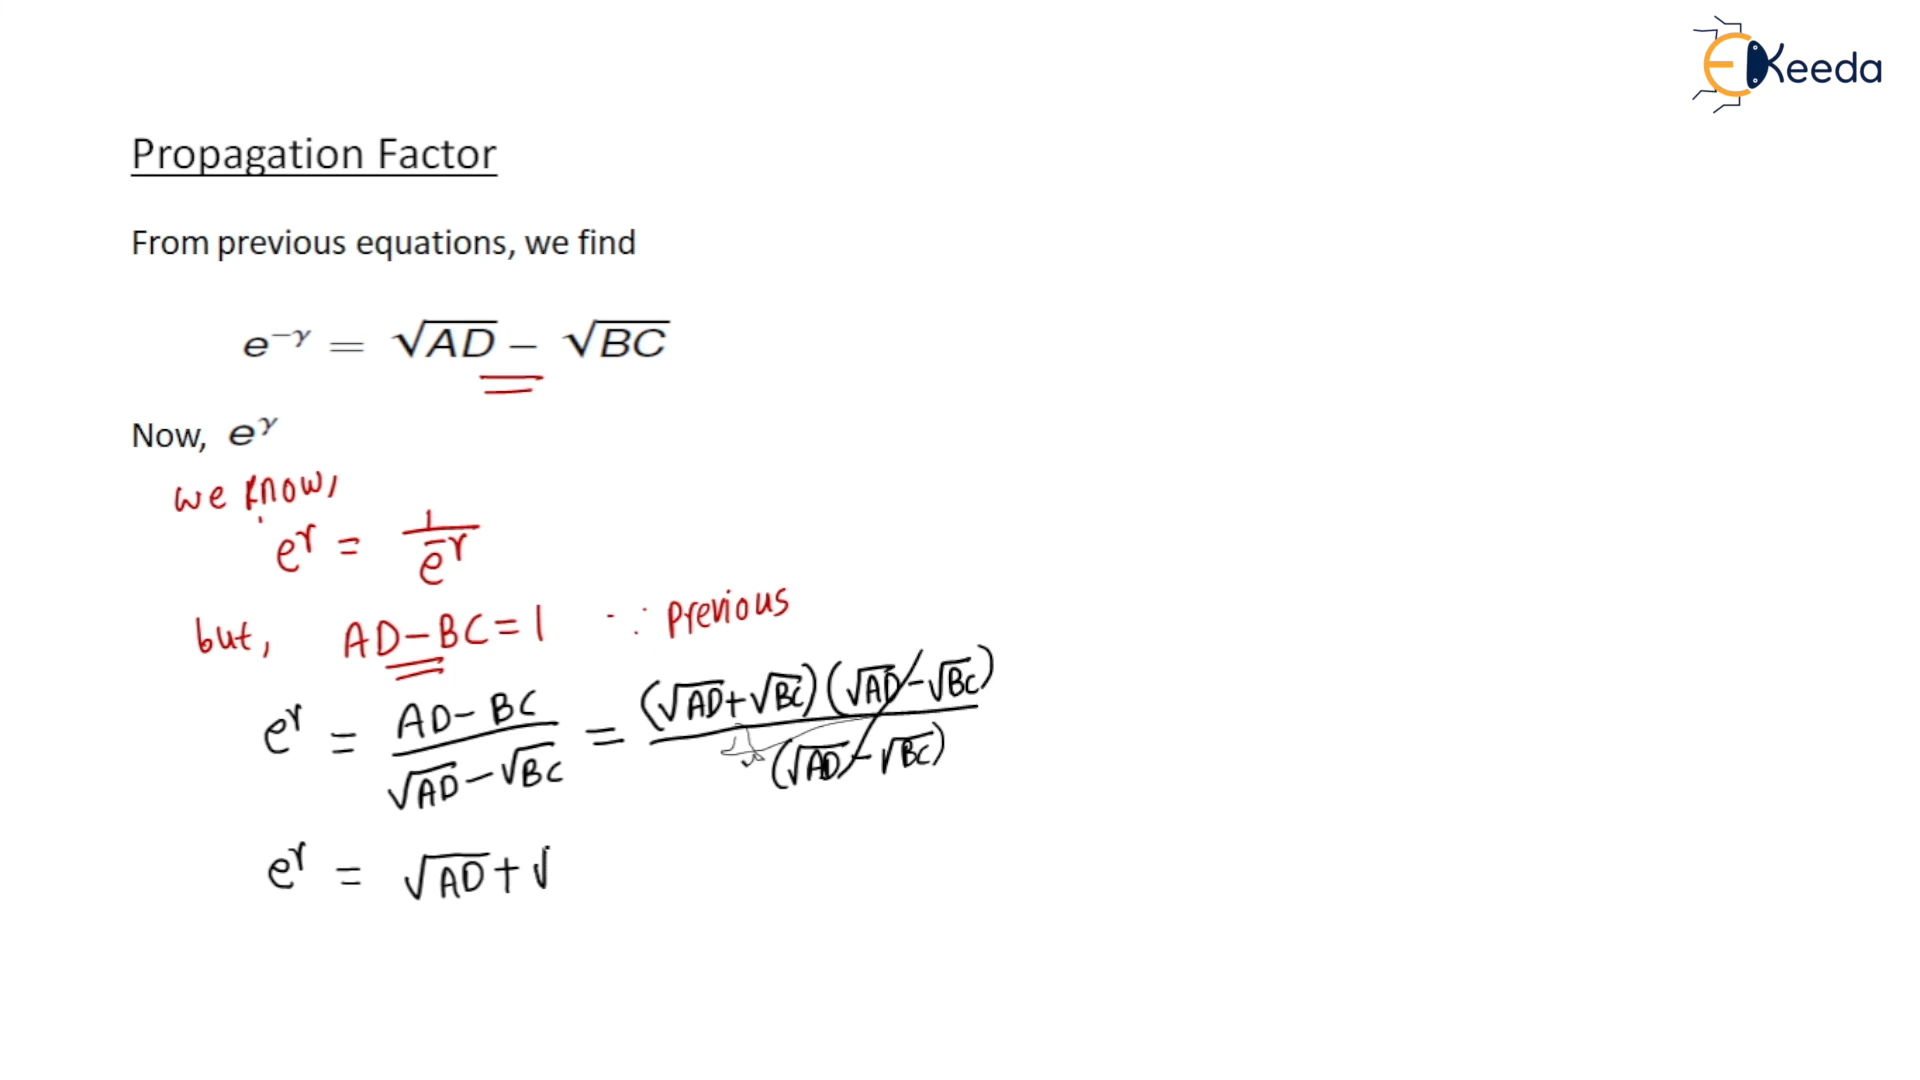 EKeeda
Propagation Factor
From previous equations, we find
e^{-γ} = √AD − √BC
Now, e^γ
we know,
e^γ = 1/e^{-γ}
but, AD−BC=1 ∵ previous
e^γ = (AD−BC)/(√AD−√BC) = (√AD+√BC)(√AD−√BC)/(√AD−√BC)
e^γ = √AD+√